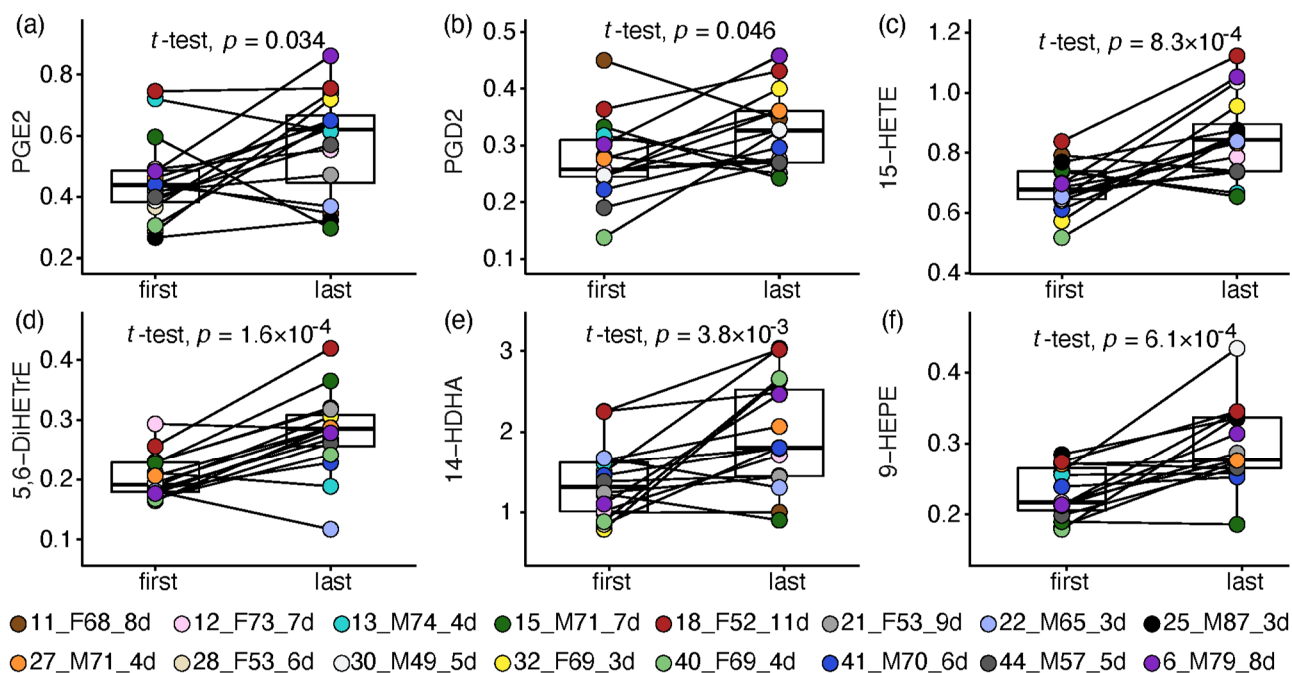 (a)
t-test, p = 0.034
PGE2
0.8
0.6
0.4
0.2
first
last
(b)
t-test, p = 0.046
PGD2
0.5
0.4
0.3
0.2
0.1
first
last
(c)
t-test, p = 8.3×10⁻⁴
15−HETE
1.2
1.0
0.8
0.6
0.4
first
last
(d)
t-test, p = 1.6×10⁻⁴
5,6−DiHETrE
0.4
0.3
0.2
0.1
first
last
(e)
t-test, p = 3.8×10⁻³
14−HDHA
3
2
1
first
last
(f)
t-test, p = 6.1×10⁻⁴
9−HEPE
0.4
0.3
0.2
first
last
11_F68_8d 12_F73_7d 13_M74_4d 15_M71_7d 18_F52_11d 21_F53_9d 22_M65_3d 25_M87_3d
27_M71_4d 28_F53_6d 30_M49_5d 32_F69_3d 40_F69_4d 41_M70_6d 44_M57_5d 6_M79_8d